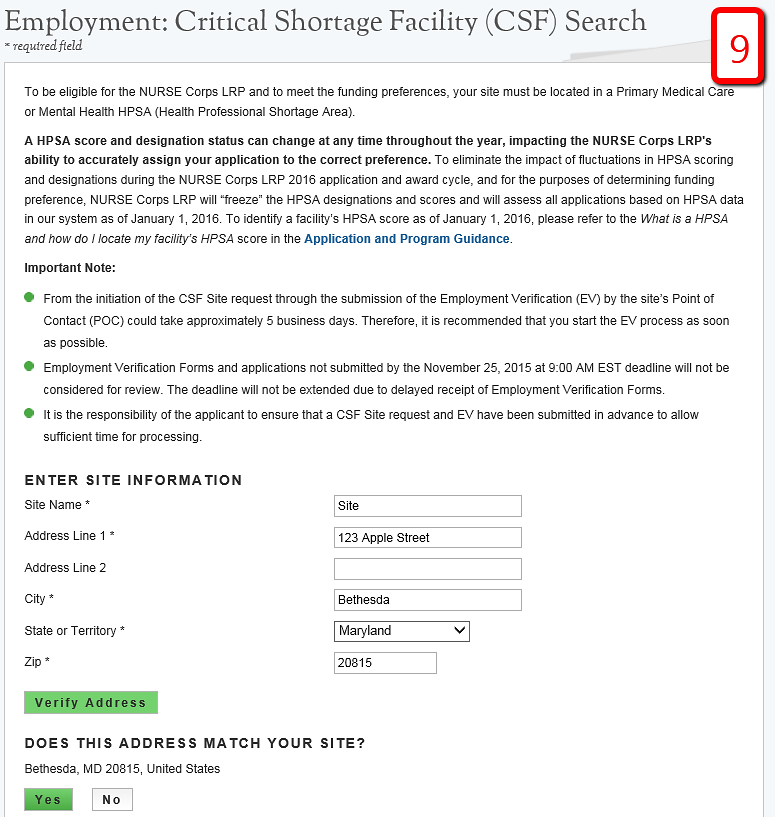 Employment: Critical Shortage Facility (CSF) Search
* required field
9
To be eligible for the NURSE Corps LRP and to meet the funding preferences, your site must be located in a Primary Medical Care
or Mental Health HPSA (Health Professional Shortage Area).
A HPSA score and designation status can change at any time throughout the year, impacting the NURSE Corps LRP's
ability to accurately assign your application to the correct preference. To eliminate the impact of fluctuations in HPSA scoring
and designations during the NURSE Corps LRP 2016 application and award cycle, and for the purposes of determining funding
preference, NURSE Corps LRP will “freeze” the HPSA designations and scores and will assess all applications based on HPSA data
in our system as of January 1, 2016. To identify a facility's HPSA score as of January 1, 2016, please refer to the What is a HPSA
and how do I locate my facility's HPSA score in the Application and Program Guidance.
Important Note:
From the initiation of the CSF Site request through the submission of the Employment Verification (EV) by the site's Point of
Contact (POC) could take approximately 5 business days. Therefore, it is recommended that you start the EV process as soon
as possible.
Employment Verification Forms and applications not submitted by the November 25, 2015 at 9:00 AM EST deadline will not be
considered for review. The deadline will not be extended due to delayed receipt of Employment Verification Forms.
It is the responsibility of the applicant to ensure that a CSF Site request and EV have been submitted in advance to allow
sufficient time for processing.
ENTER SITE INFORMATION
Site Name * Site
Address Line 1 * 123 Apple Street
Address Line 2
City * Bethesda
State or Territory * Maryland
Zip * 20815
Verify Address
DOES THIS ADDRESS MATCH YOUR SITE?
Bethesda, MD 20815, United States
Yes No